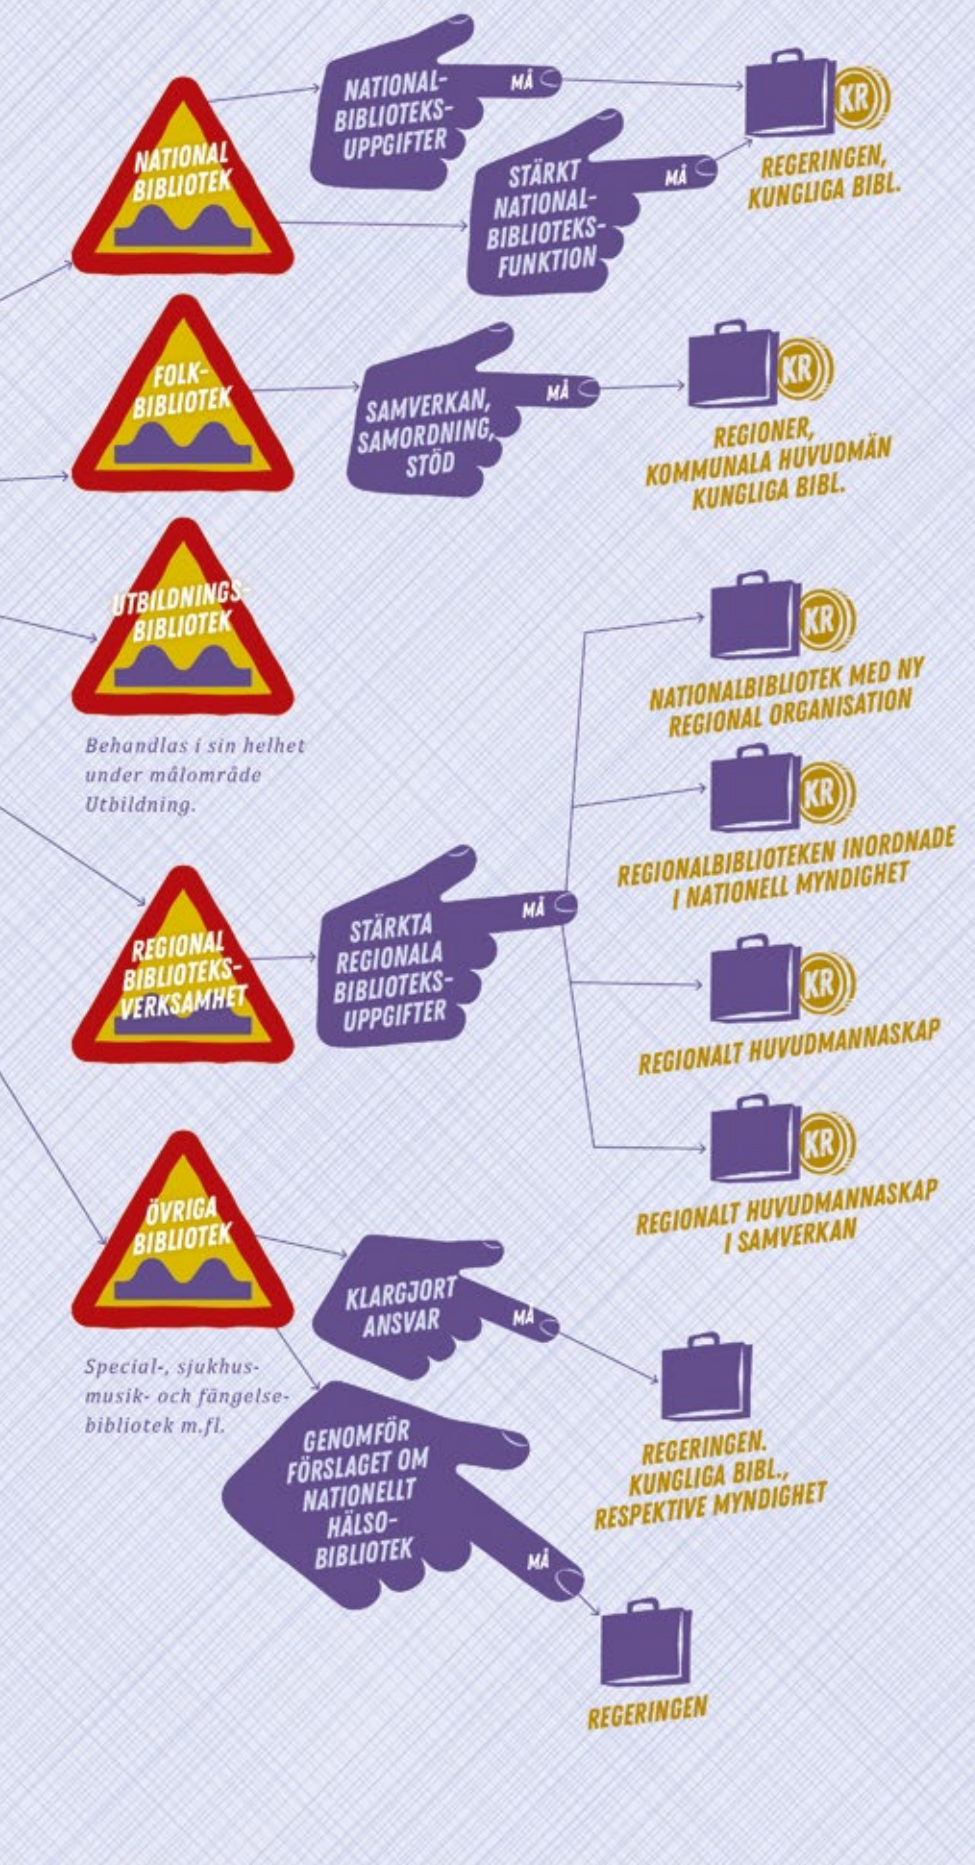 NATIONAL
BIBLIOTEK
NATIONAL-
BIBLIOTEKS-
UPPGIFTER
MÅ
STÄRKT
NATIONAL-
BIBLIOTEKS-
FUNKTION
MÅ
KR
REGERINGEN,
KUNGLIGA BIBL.
FOLK-
BIBLIOTEK
SAMVERKAN,
SAMORDNING,
STÖD
MÅ
KR
REGIONER,
KOMMUNALA HUVUDMÄN
KUNGLIGA BIBL.
UTBILDNINGS-
BIBLIOTEK
Behandlas i sin helhet
under målområde
Utbildning.
REGIONAL
BIBLIOTEKS-
VERKSAMHET
STÄRKTA
REGIONALA
BIBLIOTEKS-
UPPGIFTER
MÅ
KR
NATIONALBIBLIOTEK MED NY
REGIONAL ORGANISATION
KR
REGIONALBIBLIOTEKEN INORDNADE
I NATIONELL MYNDIGHET
KR
REGIONALT HUVUDMANNASKAP
KR
REGIONALT HUVUDMANNASKAP
I SAMVERKAN
ÖVRIGA
BIBLIOTEK
Special-, sjukhus-
musik- och fängelse-
bibliotek m.fl.
KLARGJORT
ANSVAR
MÅ
REGERINGEN.
KUNGLIGA BIBL.,
RESPEKTIVE MYNDIGHET
GENOMFÖR
FÖRSLAGET OM
NATIONELLT
HÄLSO-
BIBLIOTEK
MÅ
REGERINGEN